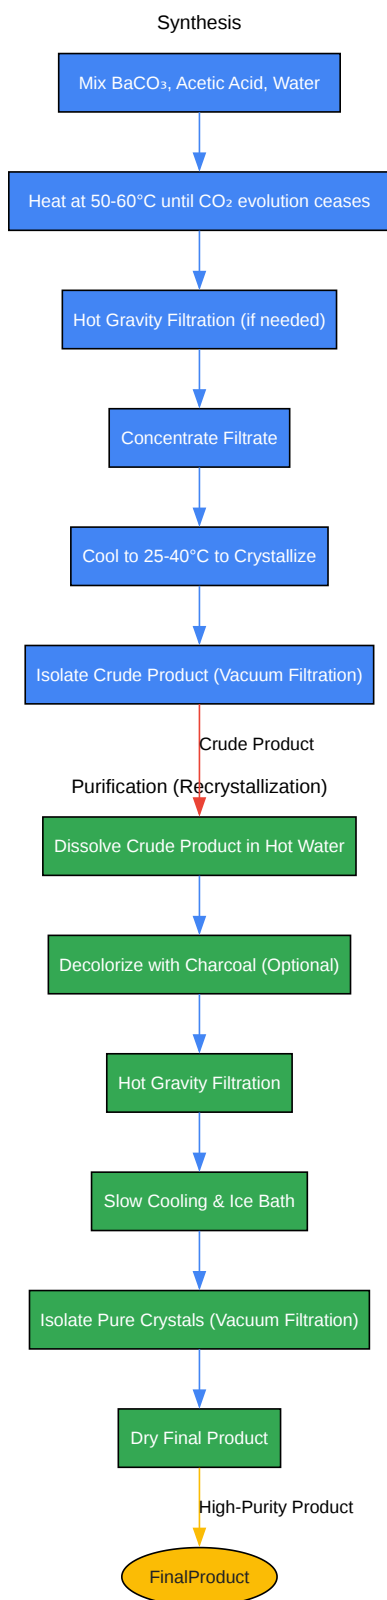 Synthesis
Mix BaCO₃, Acetic Acid, Water
Heat at 50-60°C until CO₂ evolution ceases
Hot Gravity Filtration (if needed)
Concentrate Filtrate
Cool to 25-40°C to Crystallize
Isolate Crude Product (Vacuum Filtration)
Crude Product
Purification (Recrystallization)
Dissolve Crude Product in Hot Water
Decolorize with Charcoal (Optional)
Hot Gravity Filtration
Slow Cooling & Ice Bath
Isolate Pure Crystals (Vacuum Filtration)
Dry Final Product
High-Purity Product
FinalProduct